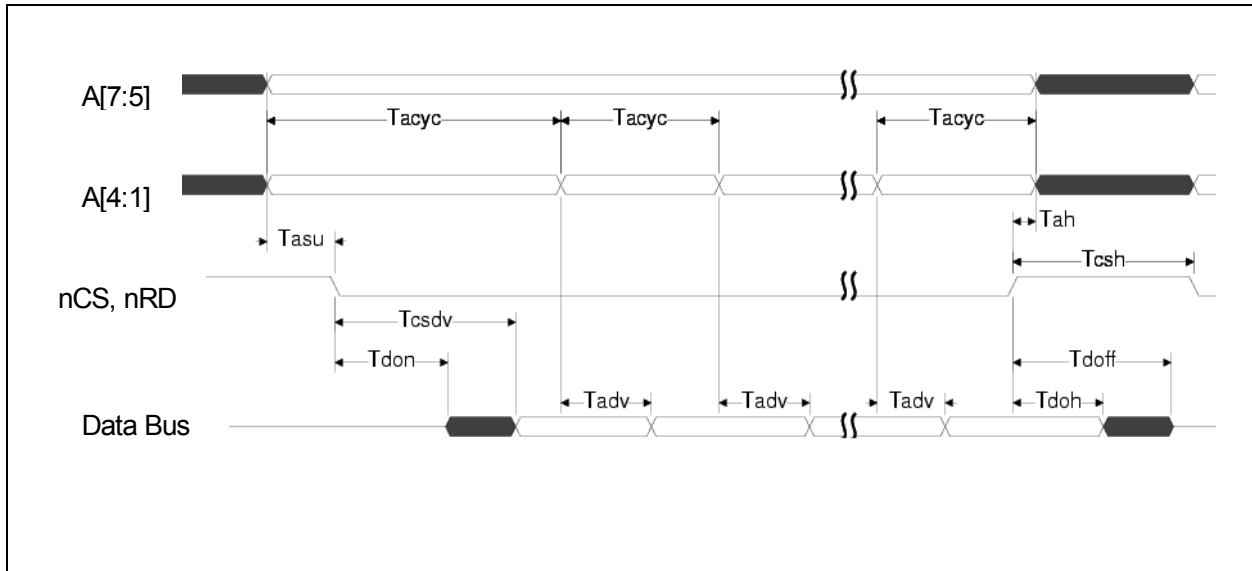 A[7:5]
Tacyc Tacyc Tacyc
A[4:1]
Tah
Tasu
Tcsh
nCS, nRD
Tcsdv
Tdon Tdoff
Tadv Tadv Tadv Tdoh
Data Bus